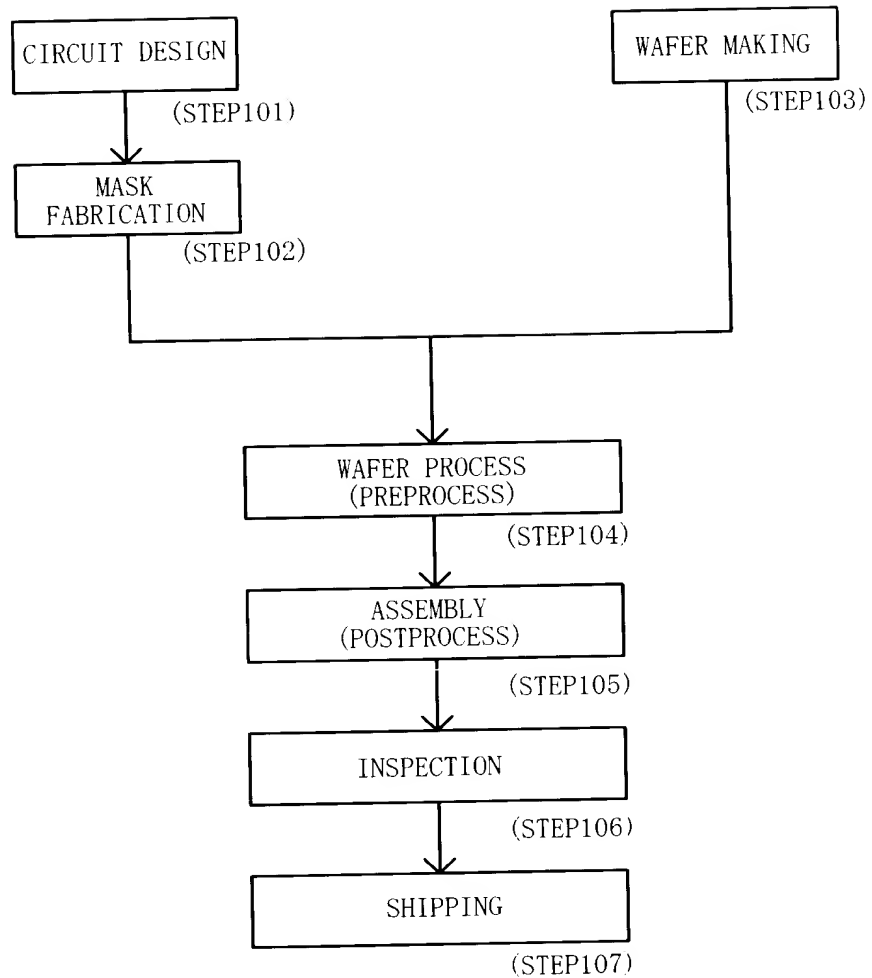 CIRCUIT DESIGN
(STEP101)
MASK
FABRICATION
(STEP102)
WAFER MAKING
(STEP103)
WAFER PROCESS
(PREPROCESS)
(STEP104)
ASSEMBLY
(POSTPROCESS)
(STEP105)
INSPECTION
(STEP106)
SHIPPING
(STEP107)